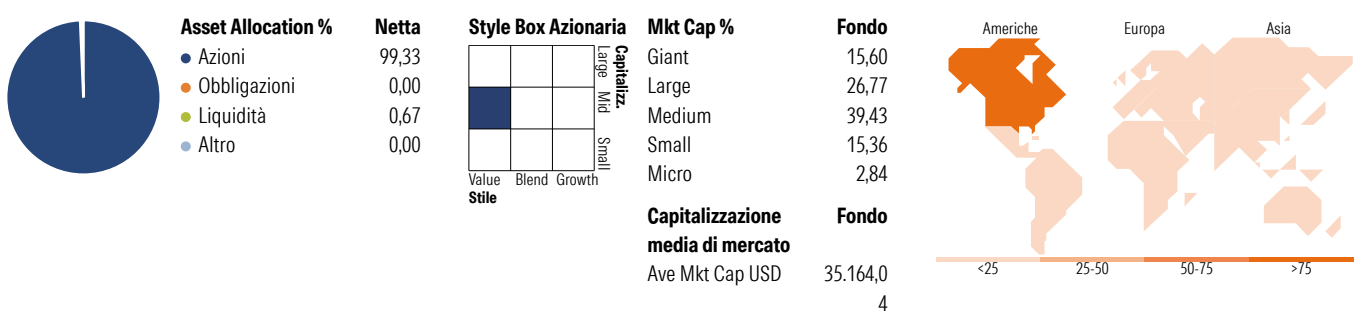 Asset Allocation % Netta
Azioni 99,33
Obbligazioni 0,00
Liquidità 0,67
Altro 0,00
Style Box Azionaria
Large Mid Small
Capitalizz.
Value Blend Growth
Stile
Mkt Cap % Fondo
Giant 15,60
Large 26,77
Medium 39,43
Small 15,36
Micro 2,84
Capitalizzazione Fondo
media di mercato
Ave Mkt Cap USD 35.164,0
4
Americhe Europa Asia
<25 25-50 50-75 >75